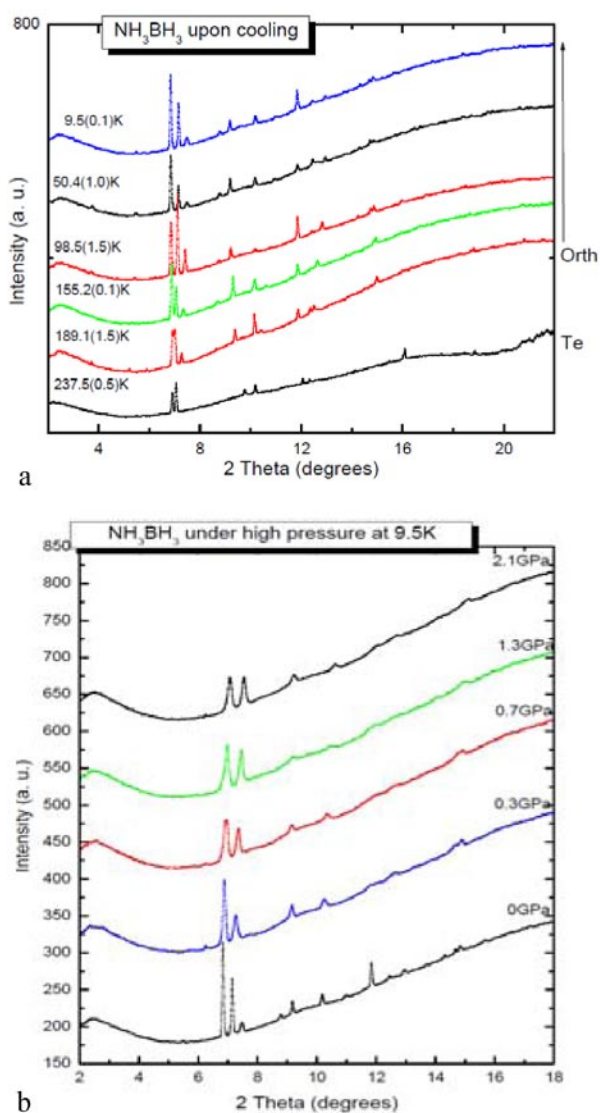 800
NH₃BH₃ upon cooling
9.5(0.1)K
50.4(1.0)K
98.5(1.5)K
155.2(0.1)K
189.1(1.5)K
237.5(0.5)K
Orth
Te
Intensity (a. u.)
4 8 12 16 20
2 Theta (degrees)
a
NH₃BH₃ under high pressure at 9.5K
850
800
750
700
650
600
550
500
450
400
350
300
250
200
150
2.1GPa
1.3GPa
0.7GPa
0.3GPa
0GPa
Intensity (a. u.)
2 4 6 8 10 12 14 16 18
2 Theta (degrees)
b